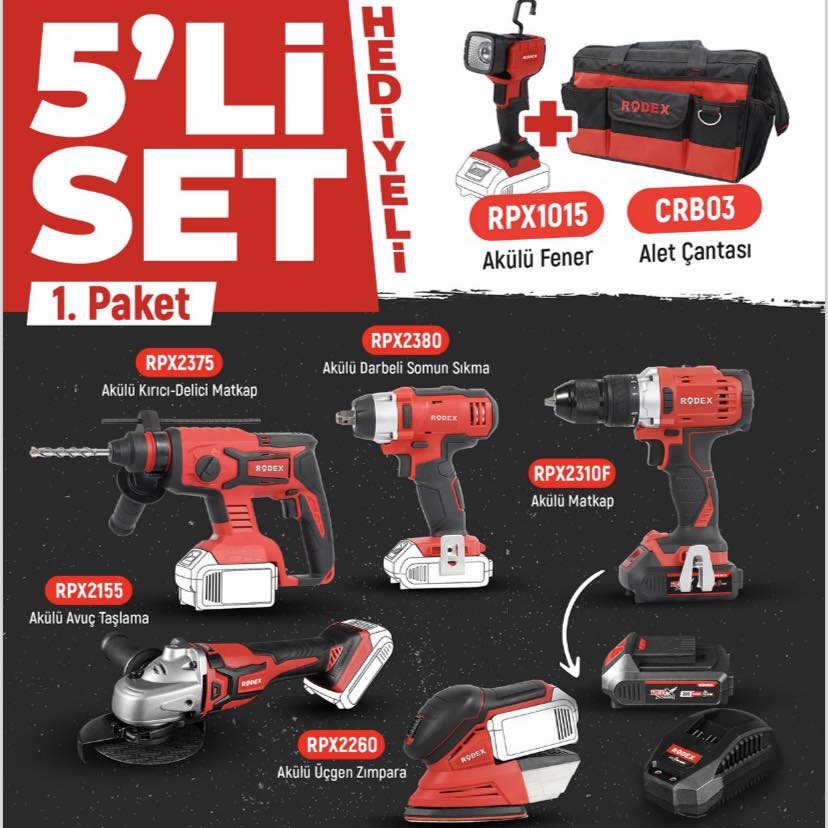 5'Lİ
SET
HEDİYELİ
1. Paket
RODEX
RODEX
RPX1015
Akülü Fener
CRB03
Alet Çantası
RPX2375
Akülü Kırıcı-Delici Matkap
RODEX
RPX2380
Akülü Darbeli Somun Sıkma
RODEX
RODEX
RPX2310F
Akülü Matkap
RPX2155
Akülü Avuç Taşlama
RODEX
RPX2260
Akülü Üçgen Zımpara
RODEX
RODEX
RODEX